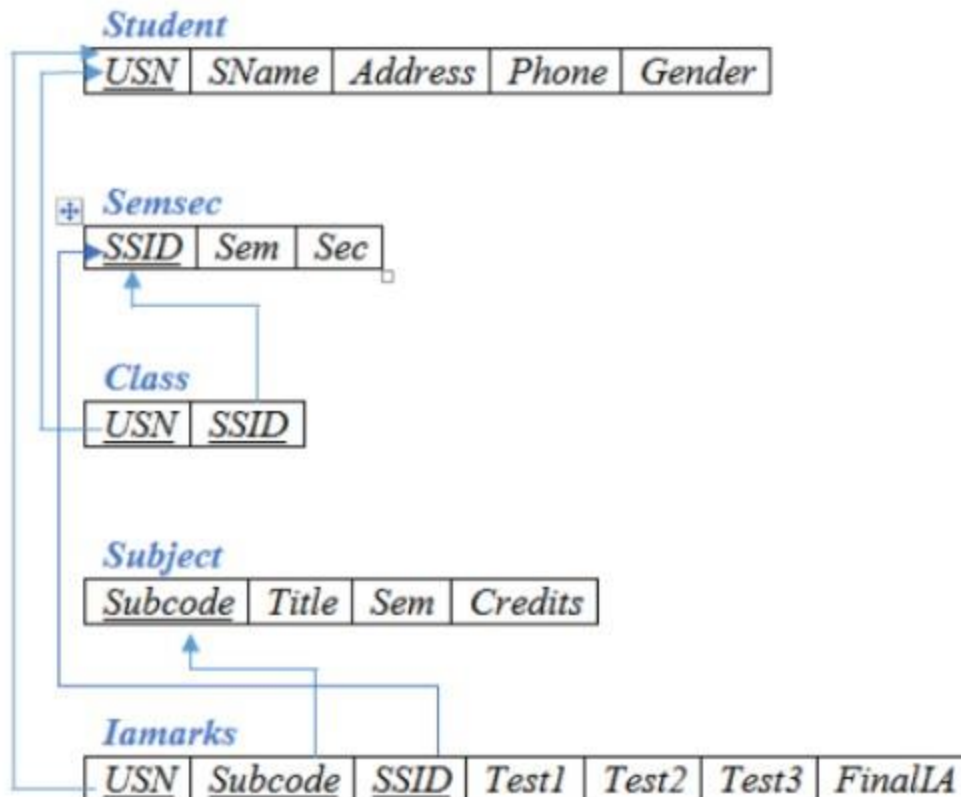 Student
USN SName Address Phone Gender
Semsec
SSID Sem Sec
Class
USN SSID
Subject
Subcode Title Sem Credits
Iamarks
USN Subcode SSID Test1 Test2 Test3 FinalIA